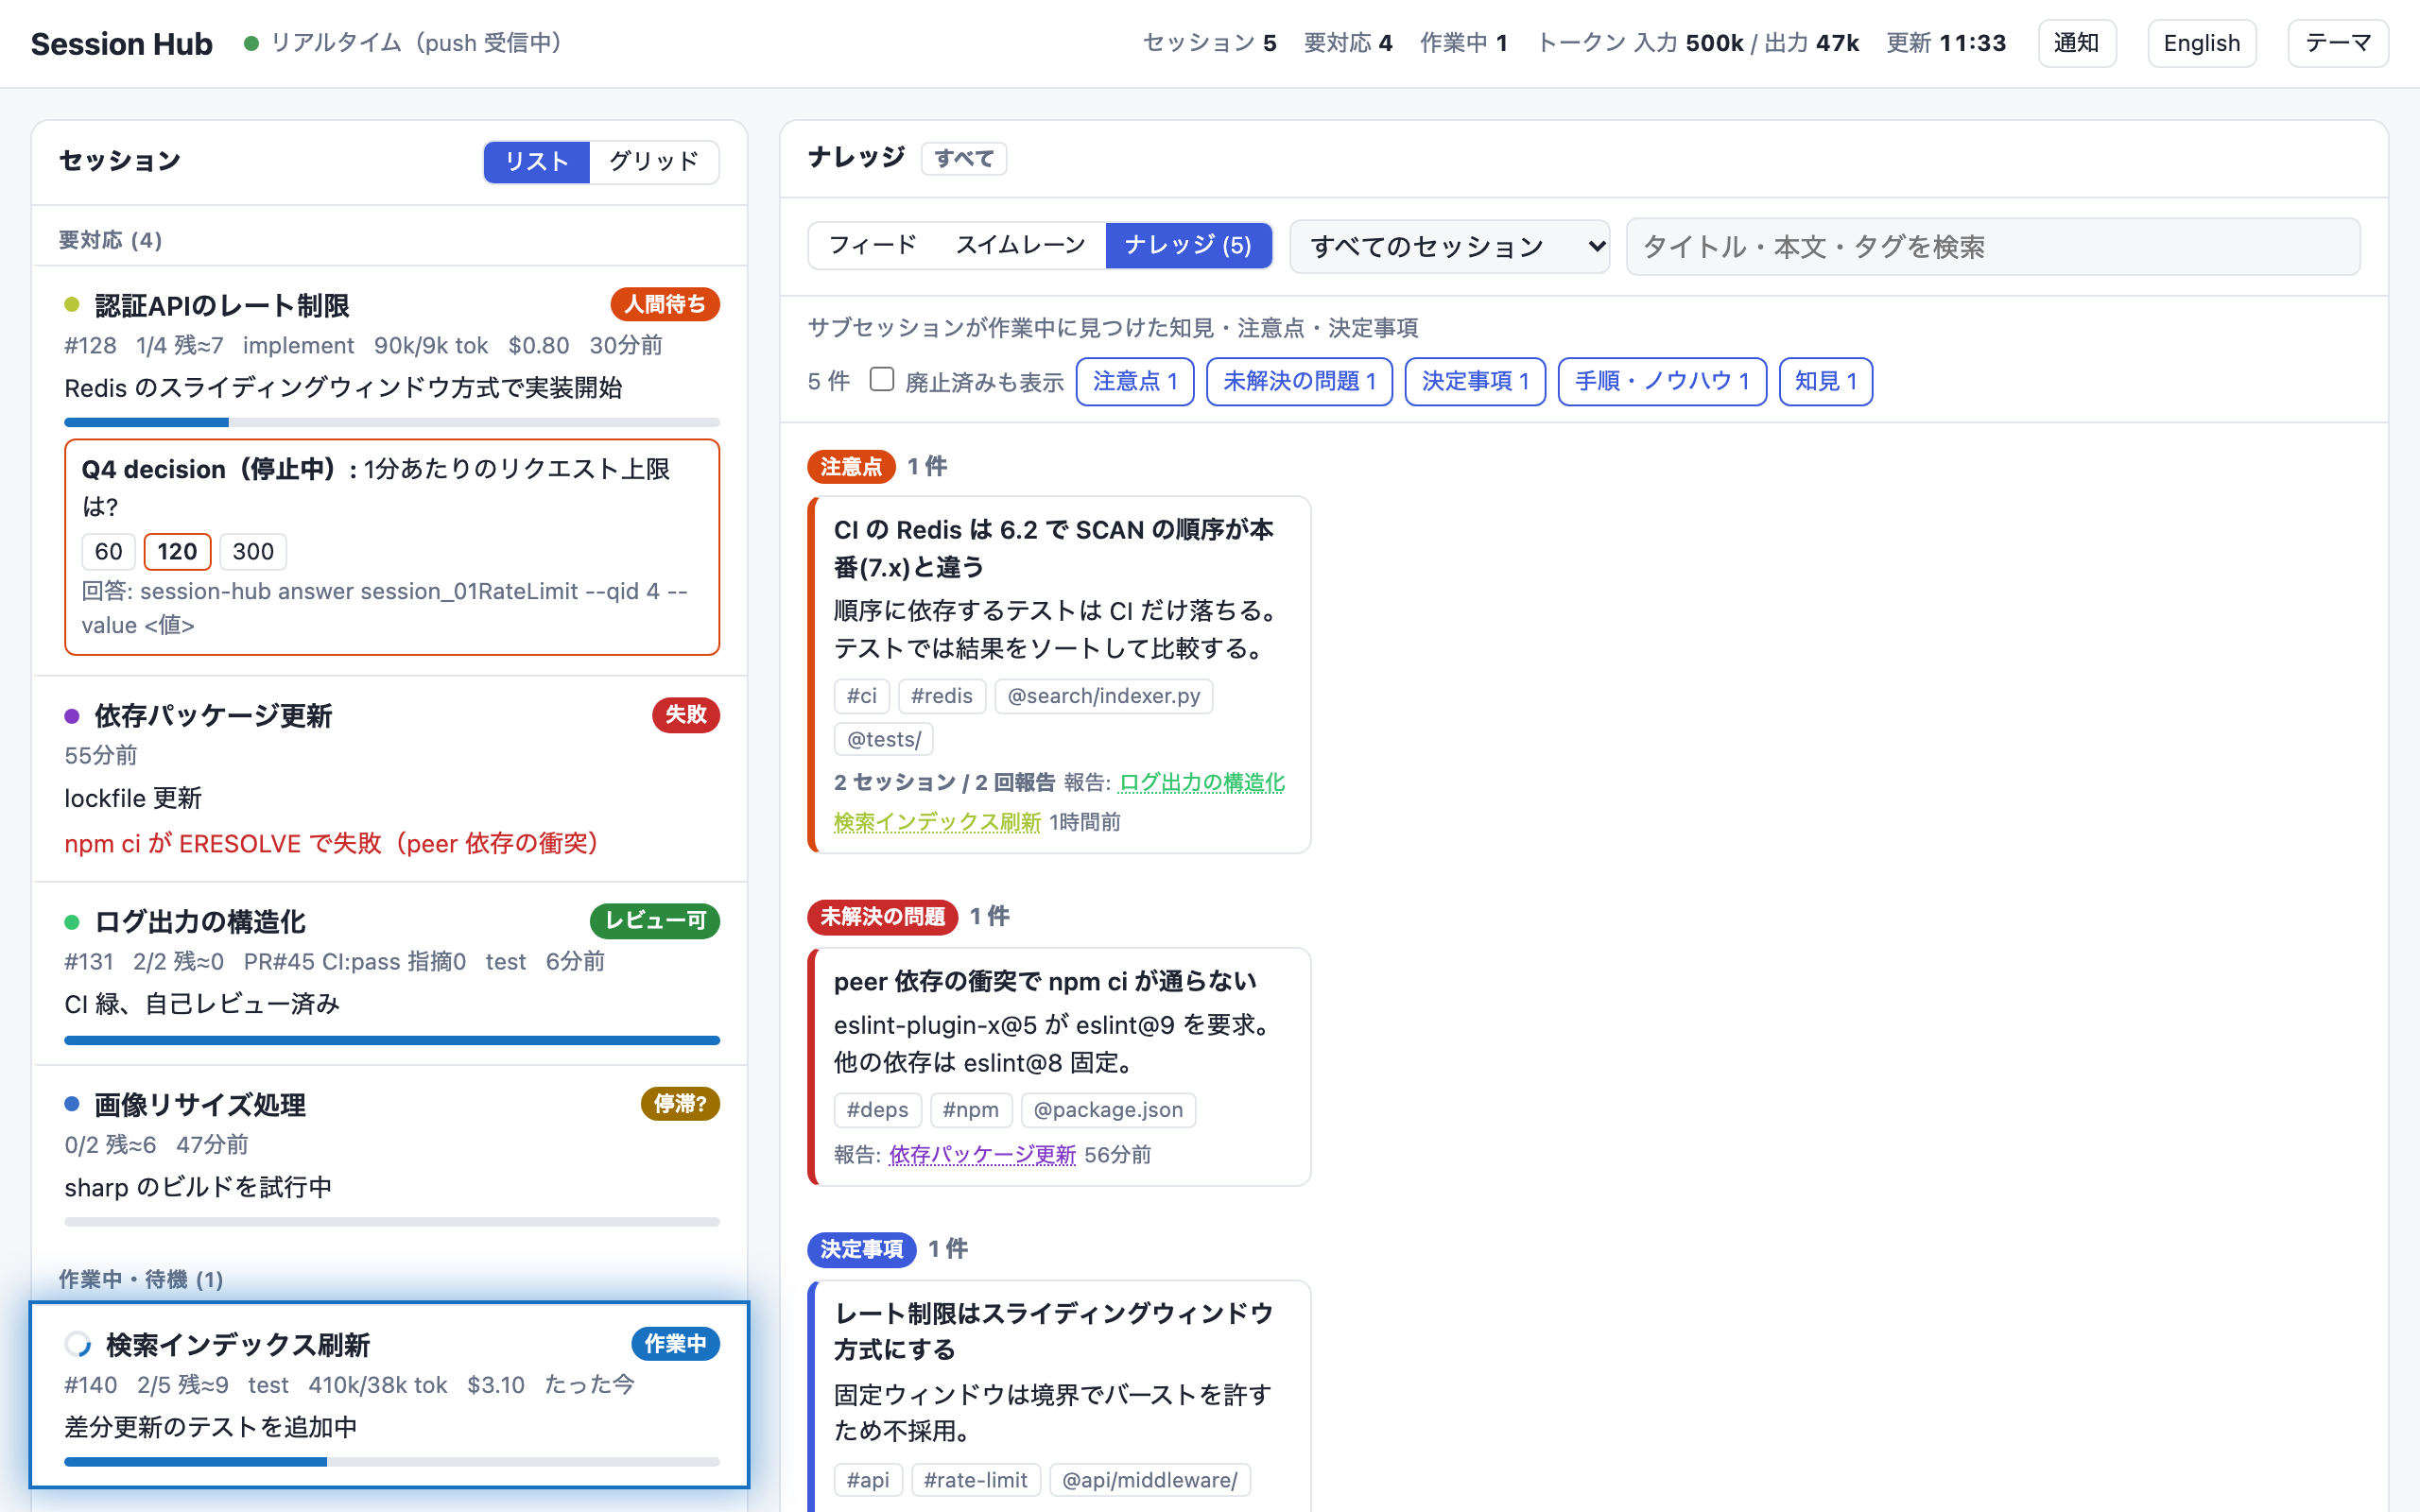 Session Hub
リアルタイム（push 受信中）
セッション 5 要対応 4 作業中 1 トークン 入力 500k / 出力 47k 更新 11:33
通知
English
テーマ
セッション
リスト グリッド
要対応 (4)
認証APIのレート制限 人間待ち
#128 1/4 残≈7 implement 90k/9k tok $0.80 30分前
Redis のスライディングウィンドウ方式で実装開始
Q4 decision（停止中）: 1分あたりのリクエスト上限
は?
60 120 300
回答: session-hub answer session_01RateLimit --qid 4 --
value <値>
依存パッケージ更新 失敗
55分前
lockfile 更新
npm ci が ERESOLVE で失敗（peer 依存の衝突）
ログ出力の構造化 レビュー可
#131 2/2 残≈0 PR#45 CI:pass 指摘0 test 6分前
CI 緑、自己レビュー済み
画像リサイズ処理 停滞?
0/2 残≈6 47分前
sharp のビルドを試行中
作業中・待機 (1)
検索インデックス刷新 作業中
#140 2/5 残≈9 test 410k/38k tok $3.10 たった今
差分更新のテストを追加中
ナレッジ すべて
フィード スイムレーン ナレッジ (5) すべてのセッション タイトル・本文・タグを検索
サブセッションが作業中に見つけた知見・注意点・決定事項
5 件 廃止済みも表示 注意点 1 未解決の問題 1 決定事項 1 手順・ノウハウ 1 知見 1
注意点 1 件
CI の Redis は 6.2 で SCAN の順序が本
番(7.x)と違う
順序に依存するテストは CI だけ落ちる。
テストでは結果をソートして比較する。
#ci #redis @search/indexer.py
@tests/
2 セッション / 2 回報告 報告: ログ出力の構造化
検索インデックス刷新 1時間前
未解決の問題 1 件
peer 依存の衝突で npm ci が通らない
eslint-plugin-x@5 が eslint@9 を要求。
他の依存は eslint@8 固定。
#deps #npm @package.json
報告: 依存パッケージ更新 56分前
決定事項 1 件
レート制限はスライディングウィンドウ
方式にする
固定ウィンドウは境界でバーストを許す
ため不採用。
#api #rate-limit @api/middleware/